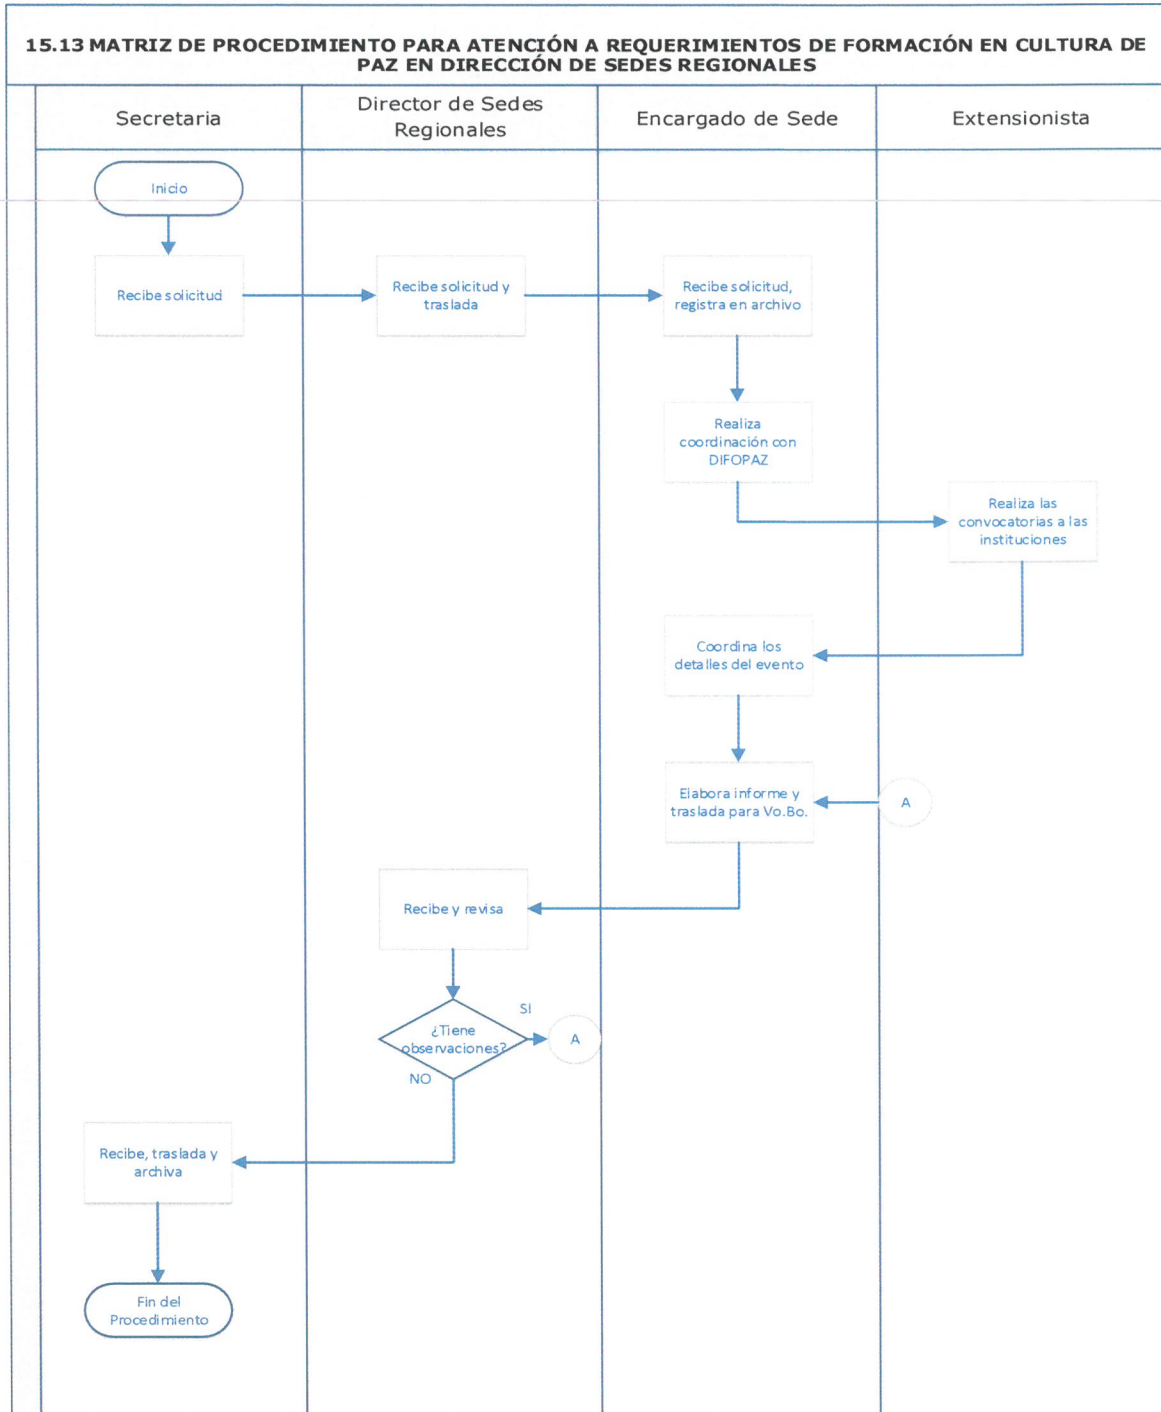 15.13 MATRIZ DE PROCEDIMIENTO PARA ATENCIÓN A REQUERIMIENTOS DE FORMACIÓN EN CULTURA DE
PAZ EN DIRECCIÓN DE SEDES REGIONALES
Secretaria
Director de Sedes
Regionales
Encargado de Sede
Extensionista
Inicio
Recibe solicitud
Recibe solicitud y
traslada
Recibe solicitud,
registra en archivo
Realiza
coordinación con
DIFOPAZ
Realiza las
convocatorias a las
instituciones
Coordina los
detalles del evento
Elabora informe y
traslada para Vo.Bo.
A
Recibe y revisa
¿Tiene
observaciones?
SI
A
NO
Recibe, traslada y
archiva
Fin del
Procedimiento